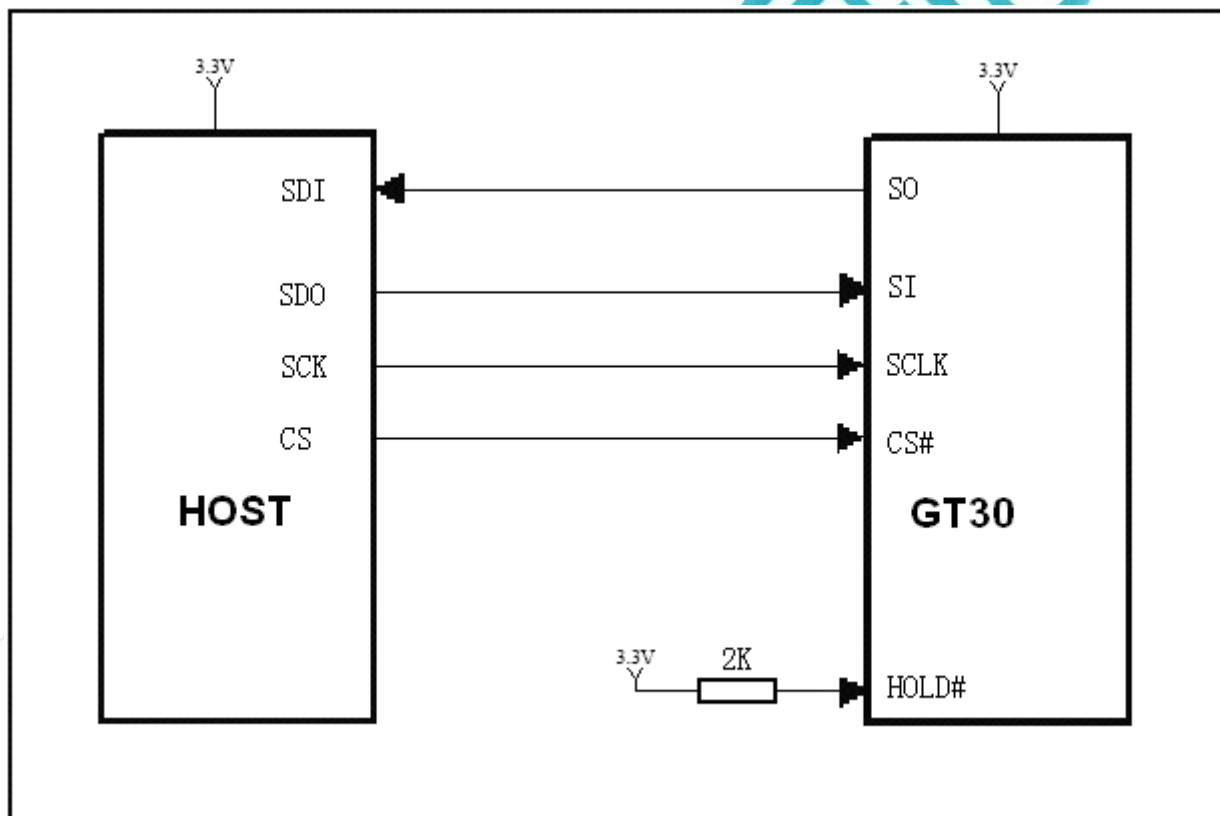 3.3V
3.3V
SDI
SO
SDO
SI
SCK
SCLK
CS
CS#
HOST
GT30
3.3V
2K
HOLD#